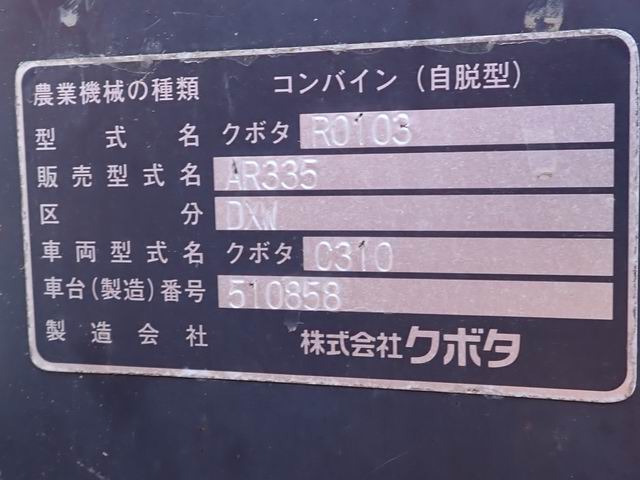 農業機械の種類 コンバイン（自脱型）
型式名 クボタ R0103
販売型式名 AR335
区分 DXW
車両型式名 クボタ C310
車台（製造）番号 510858
製造会社 株式会社クボタ